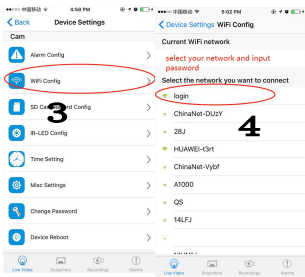 中国移动 4:58 PM
Back Device Settings
Cam
Alarm Config
WiFi Config
SD Card Record Config
3
IR-LED Config
Time Setting
Misc Settings
Change Password
Device Reboot
Live Video Snapshots Recordings Alarms
中国移动 5:02 PM
Device Settings WiFi Config
Current WiFi network
select your network and input
password
Select the network you want to connect
login
ChinaNet-DUzY
4
28J
HUAWEI-t3rt
ChinaNet-Vybf
A1000
QS
14LFJ
Live Video Snapshots Recordings Alarms